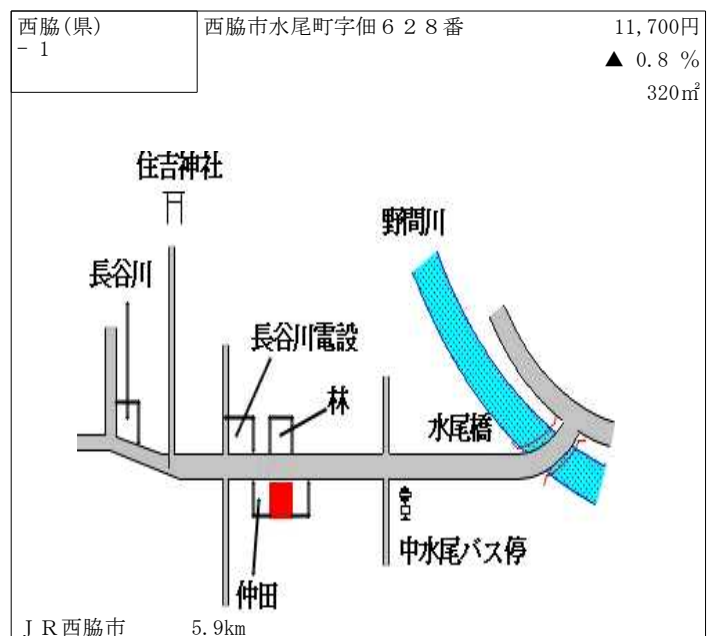 西脇(県)
- 1
西脇市水尾町字佃６２８番
11,700円
▲ 0.8 %
320㎡
住吉神社
野間川
長谷川
長谷川電設
林
水尾橋
中水尾バス停
仲田
ＪＲ西脇市 5.9km